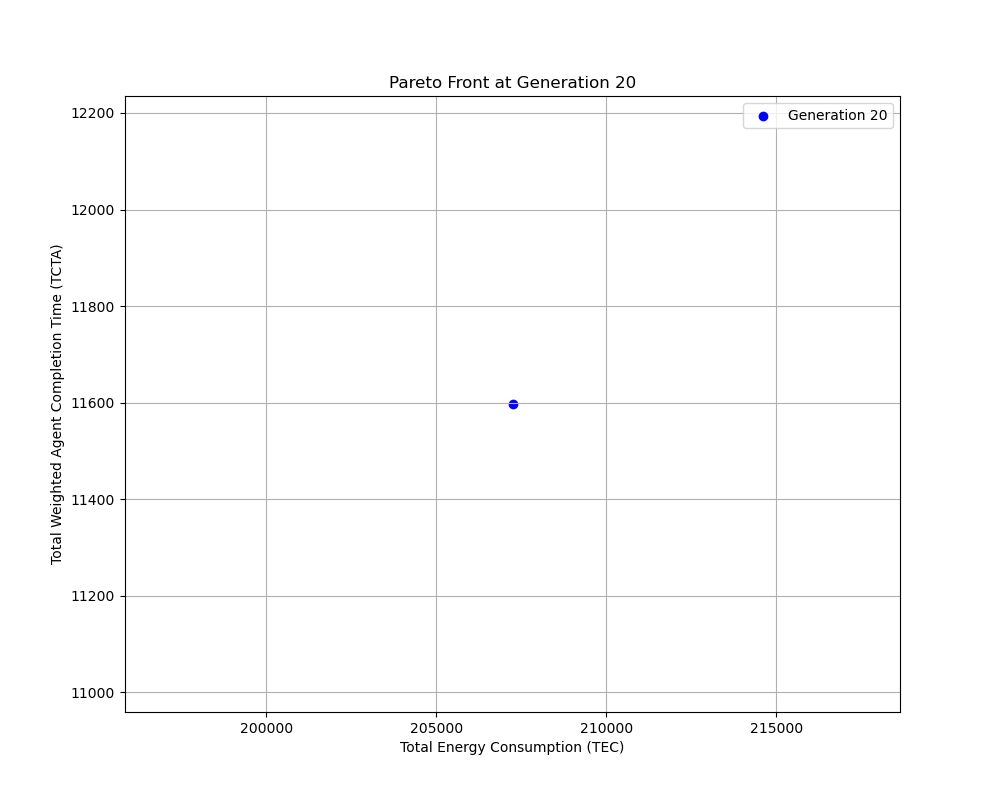 Pareto Front at Generation 20
Generation 20
12200
12000
11800
11600
11400
11200
11000
Total Weighted Agent Completion Time (TCTA)
200000
205000
210000
215000
Total Energy Consumption (TEC)